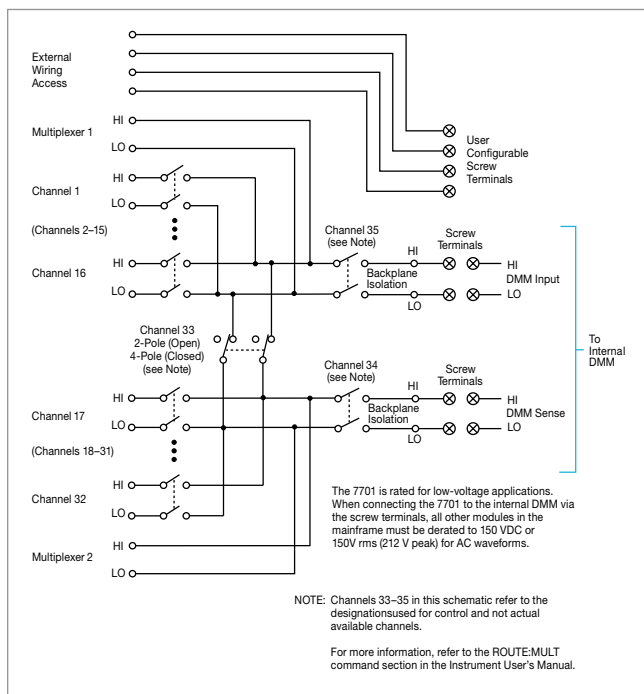 External
Wiring
Access
Multiplexer 1
HI
LO
User
Configurable
Screw
Terminals
Channel 1
HI
LO
(Channels 2–15)
Channel 16
HI
LO
Channel 35
(see Note)
Backplane
Isolation
HI
LO
Screw
Terminals
HI
DMM Input
LO
Channel 33
2-Pole (Open)
4-Pole (Closed)
(see Note)
To
Internal
DMM
Channel 17
HI
LO
(Channels 18–31)
Channel 34
(see Note)
Backplane
Isolation
HI
LO
Screw
Terminals
HI
DMM Sense
LO
Channel 32
HI
LO
Multiplexer 2
HI
LO
The 7701 is rated for low-voltage applications.
When connecting the 7701 to the internal DMM via
the screw terminals, all other modules in the
mainframe must be derated to 150 VDC or
150V rms (212 V peak) for AC waveforms.
NOTE: Channels 33–35 in this schematic refer to the
designationsused for control and not actual
available channels.
For more information, refer to the ROUTE:MULT
command section in the Instrument User's Manual.